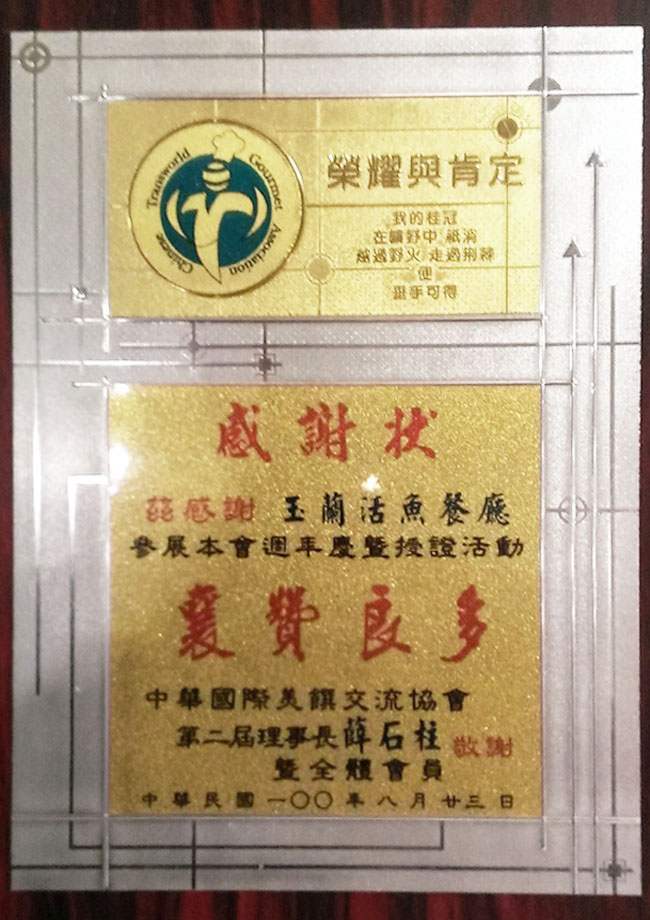 Chinese Transworld Gourmet Association
榮耀與肯定
我的桂冠
在曠野中 祇消
越過野火 走過荊棘
便
垂手可得
感謝狀
茲感謝 玉蘭活魚餐廳
參展本會週年慶暨授證活動
襄贊良多
中華國際美饌交流協會
第二屆理事長薛石柱 敬謝
暨全體會員
中華民國一〇〇年八月廿三日